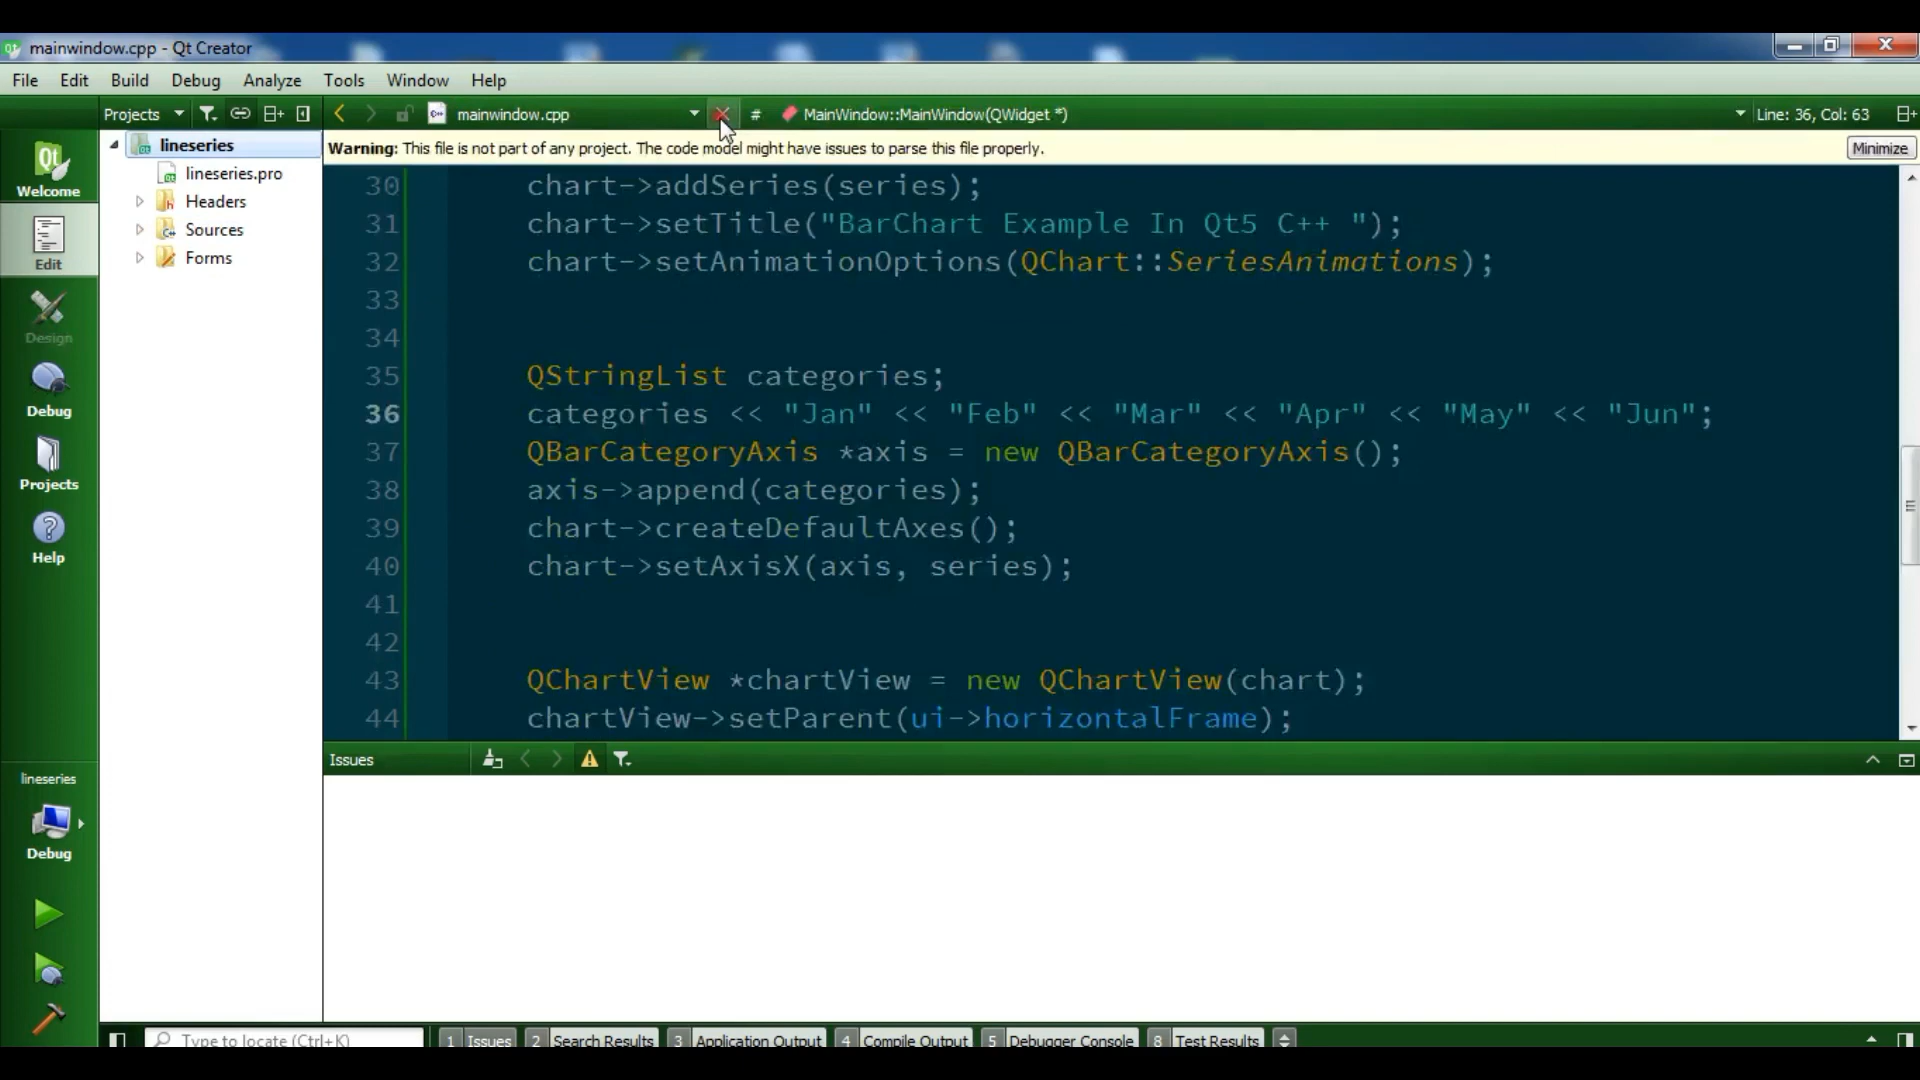 mainwindow.cpp - Qt Creator
File Edit Build Debug Analyze Tools Window Help
Projects mainwindow.cpp # MainWindow::MainWindow(QWidget *) Line: 36, Col: 63
Warning: This file is not part of any project. The code model might have issues to parse this file properly. Minimize
Welcome
Edit
Design
Debug
Projects
Help
lineseries
Debug
lineseries
lineseries.pro
Headers
Sources
Forms
30 chart->addSeries(series);
31 chart->setTitle("BarChart Example In Qt5 C++ ");
32 chart->setAnimationOptions(QChart::SeriesAnimations);
33
34
35 QStringList categories;
36 categories << "Jan" << "Feb" << "Mar" << "Apr" << "May" << "Jun";
37 QBarCategoryAxis *axis = new QBarCategoryAxis();
38 axis->append(categories);
39 chart->createDefaultAxes();
40 chart->setAxisX(axis, series);
41
42
43 QChartView *chartView = new QChartView(chart);
44 chartView->setParent(ui->horizontalFrame);
Issues
Type to locate (Ctrl+K) 1 Issues 2 Search Results 3 Application Output 4 Compile Output 5 Debugger Console 8 Test Results